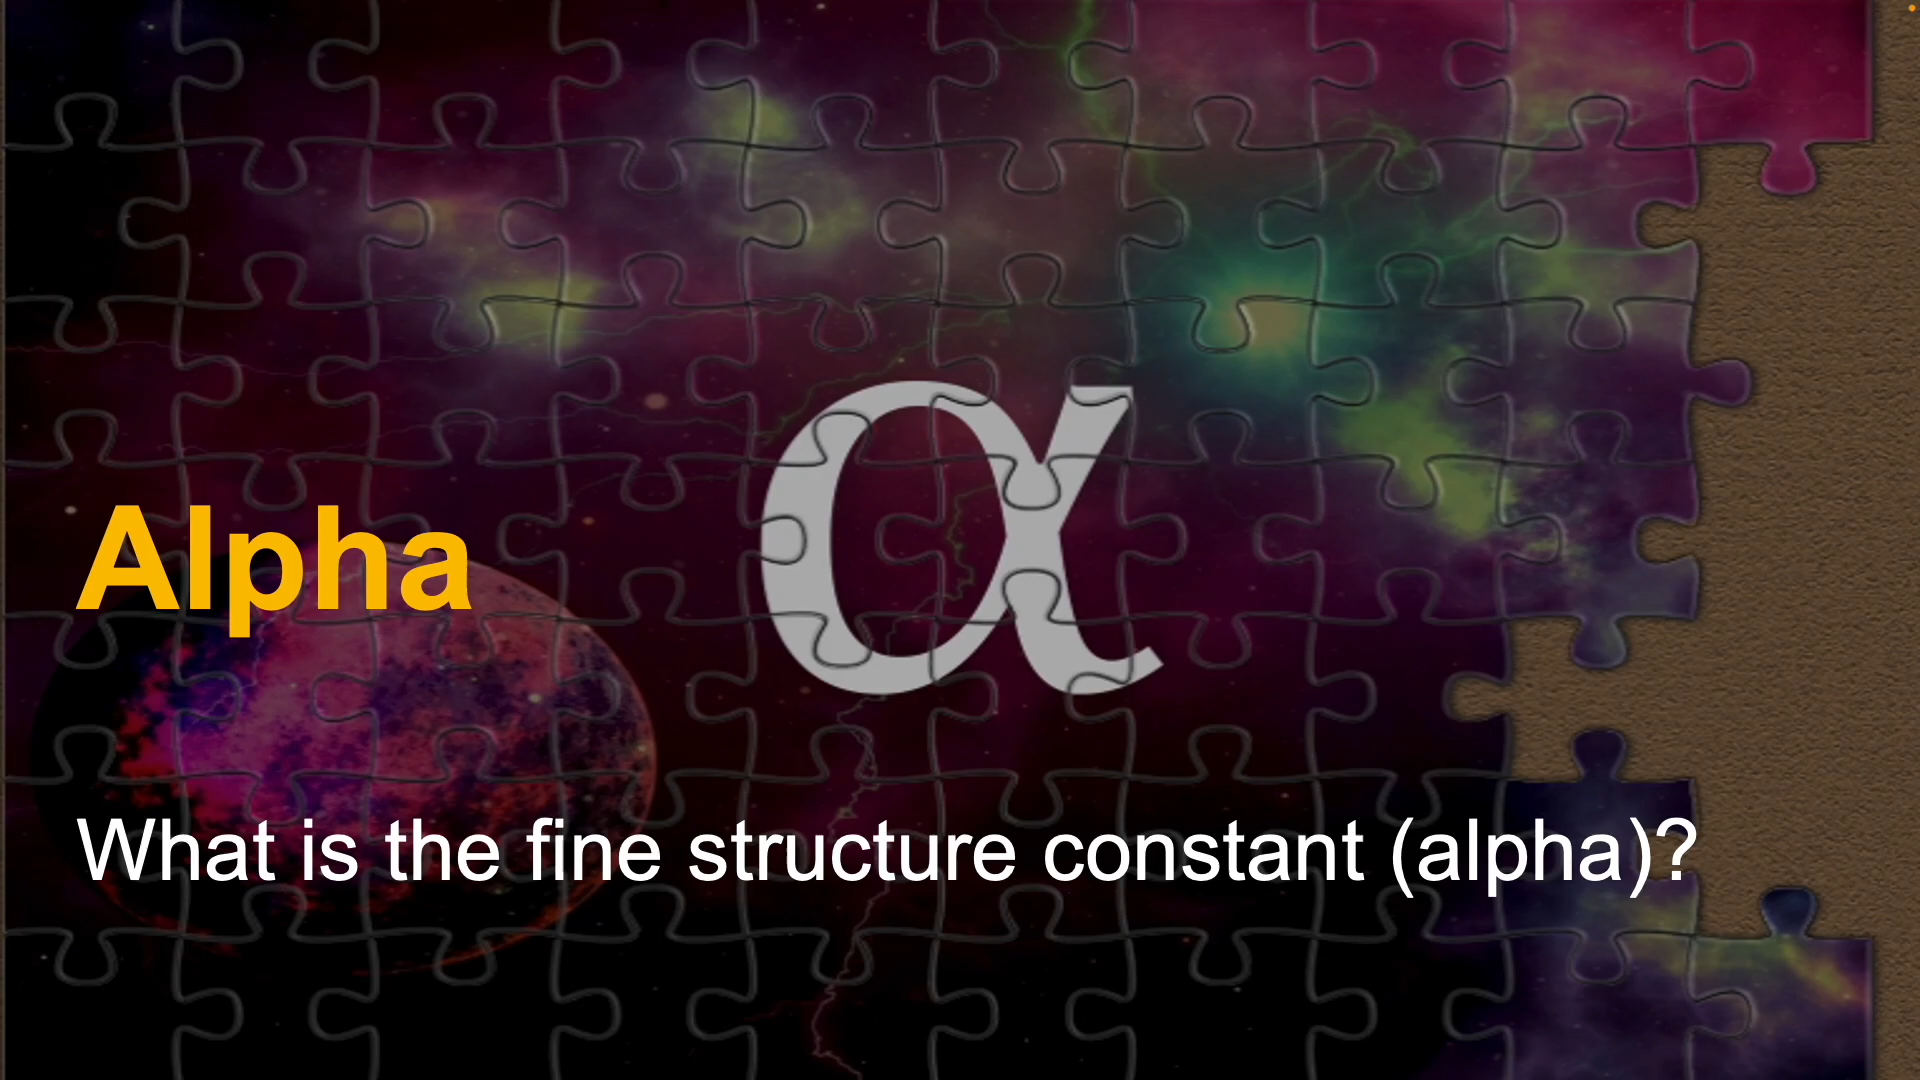 α
Alpha
What is the fine structure constant (alpha)?